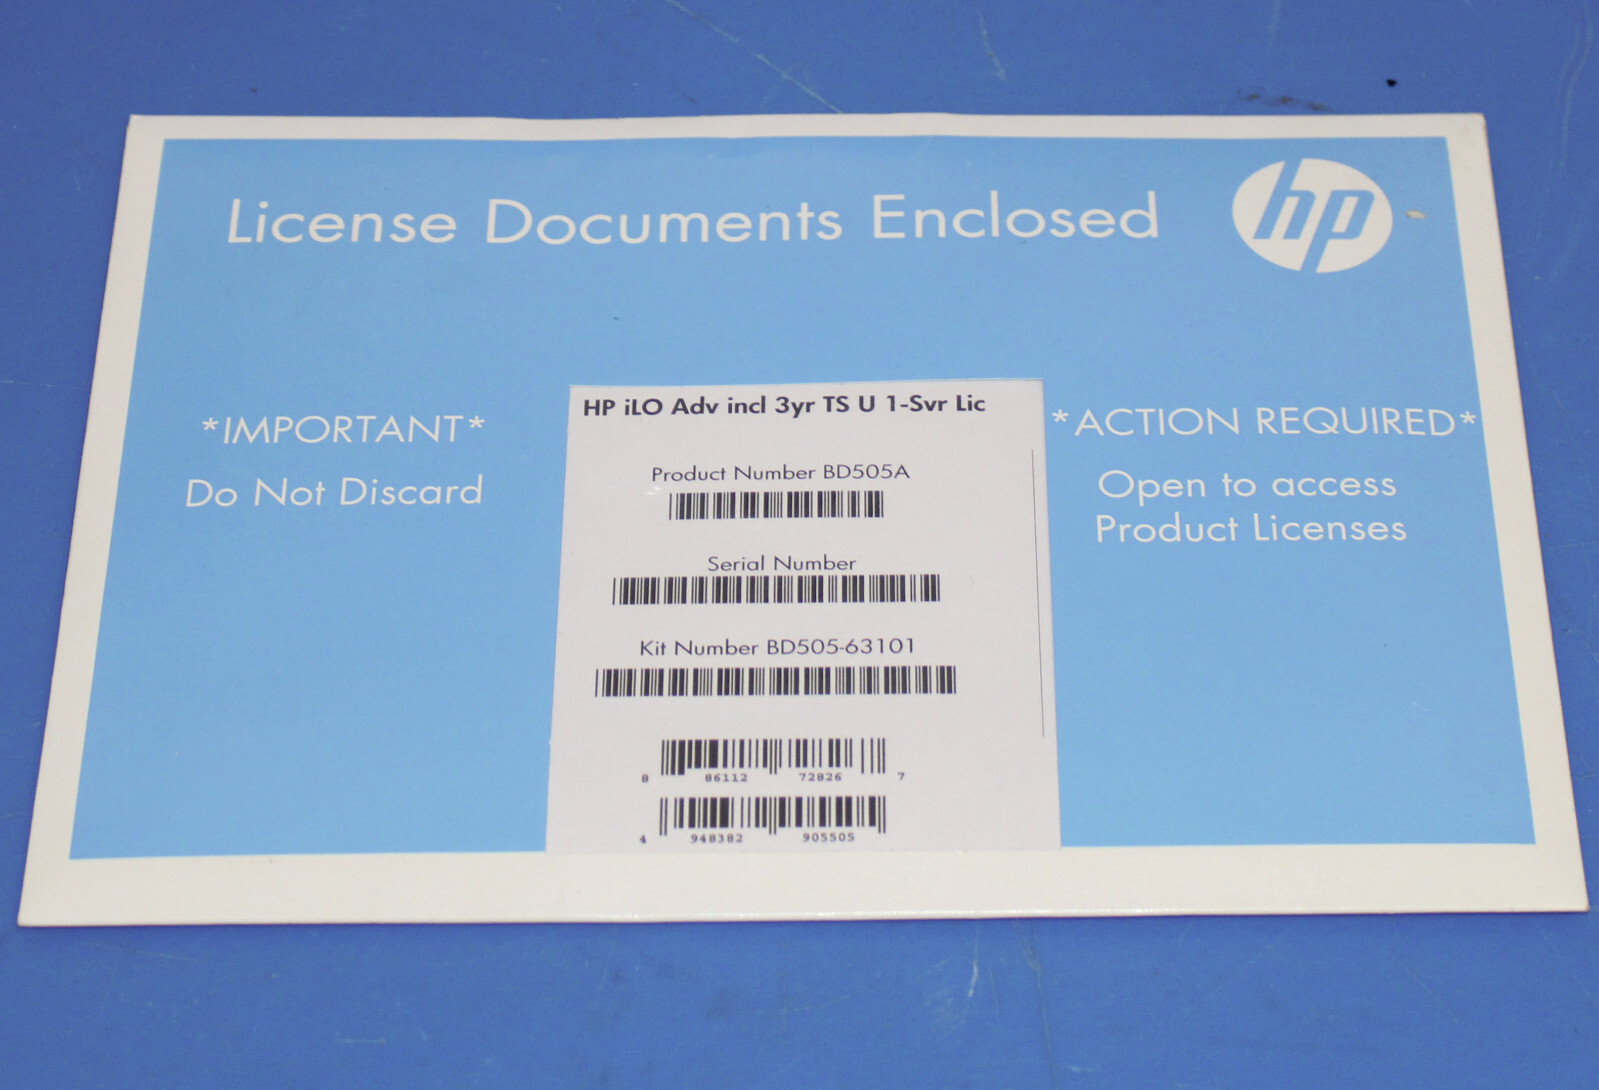 License Documents Enclosed
hp
*IMPORTANT*
Do Not Discard
HP iLO Adv incl 3yr TS U 1-Svr Lic
Product Number BD505A
Serial Number
Kit Number BD505-63101
8 86112 72826 7
4 948382 905505
*ACTION REQUIRED*
Open to access
Product Licenses